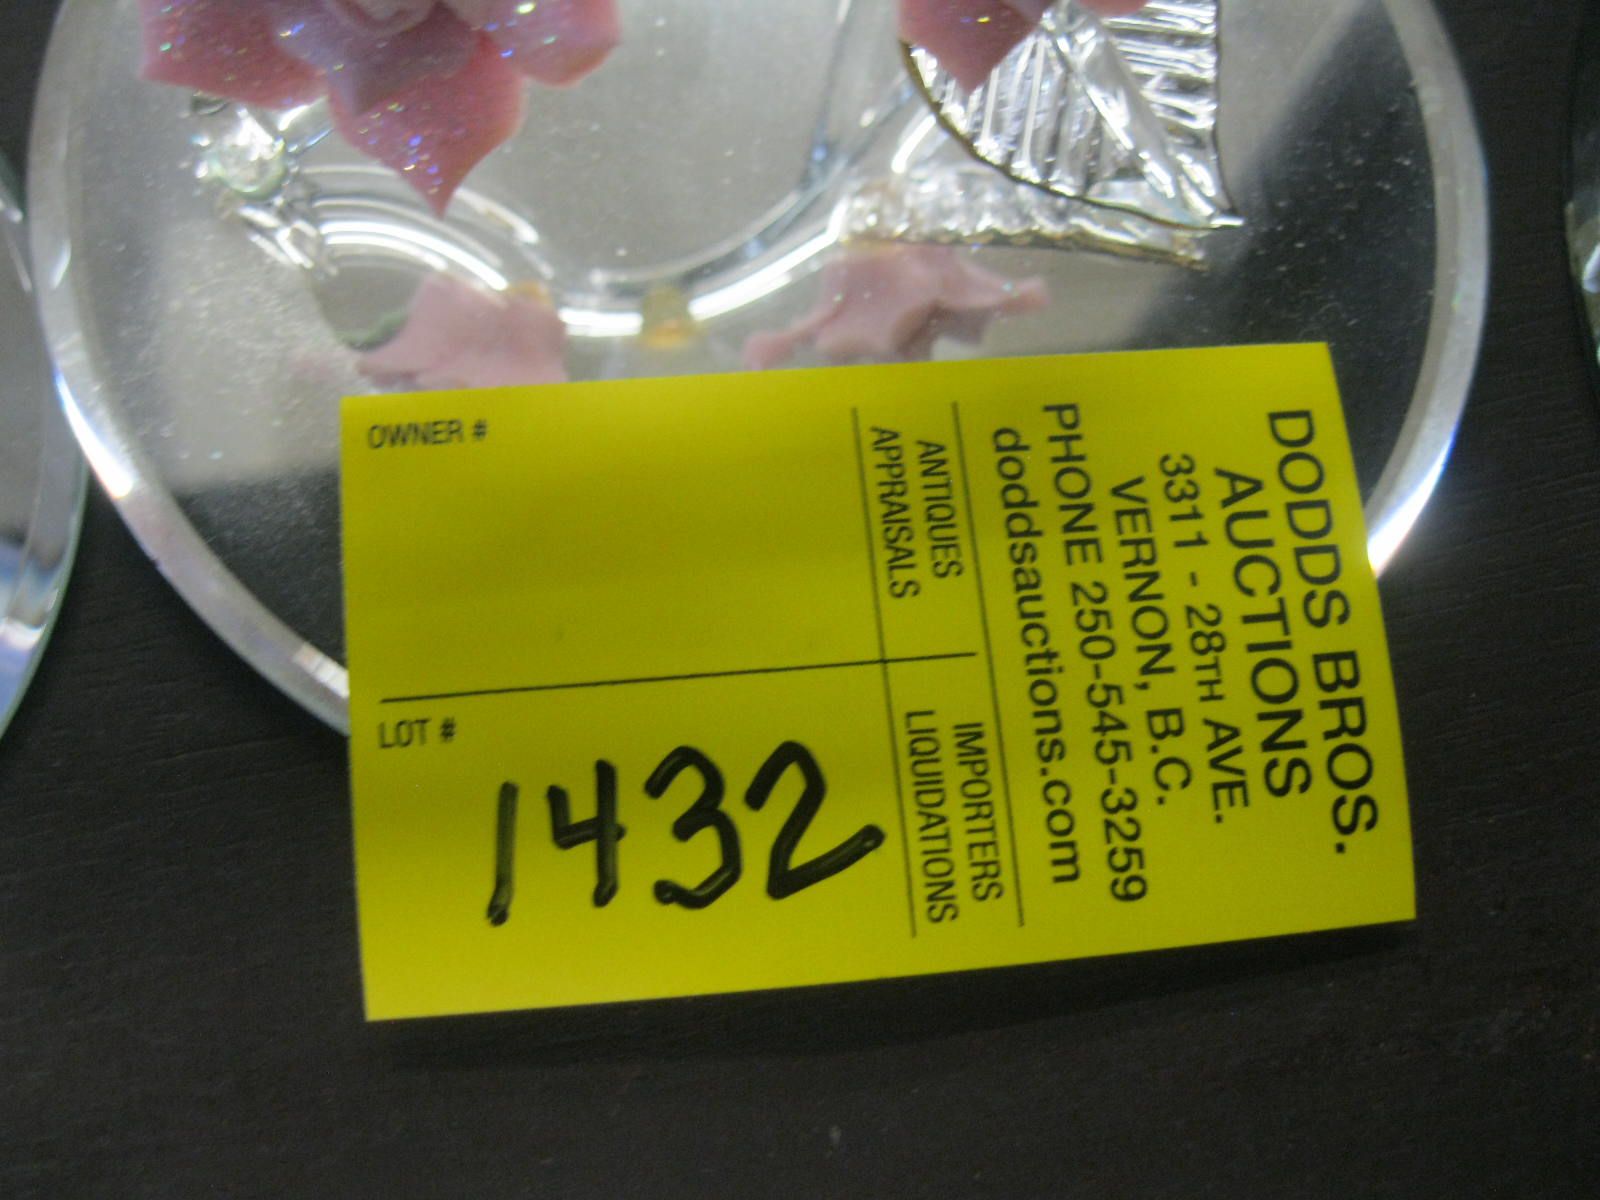 DODDS BROS.
AUCTIONS
3311 - 28TH AVE.
VERNON, B.C.
PHONE 250-545-3259
doddsauctions.com
ANTIQUES
APPRAISALS
IMPORTERS
LIQUIDATIONS
OWNER #
LOT #
1432